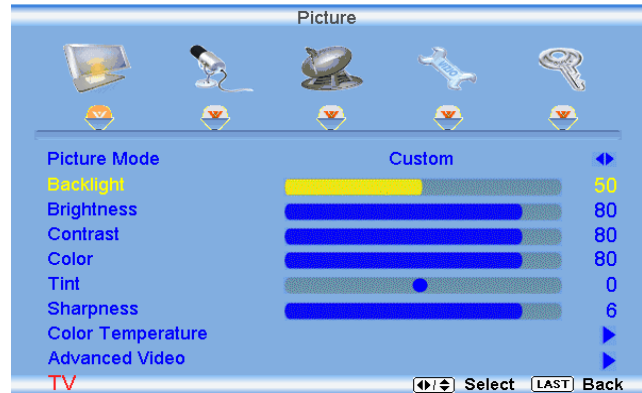 Picture
VIZIO
Picture Mode Custom
Backlight 50
Brightness 80
Contrast 80
Color 80
Tint 0
Sharpness 6
Color Temperature
Advanced Video
TV / Select LAST Back